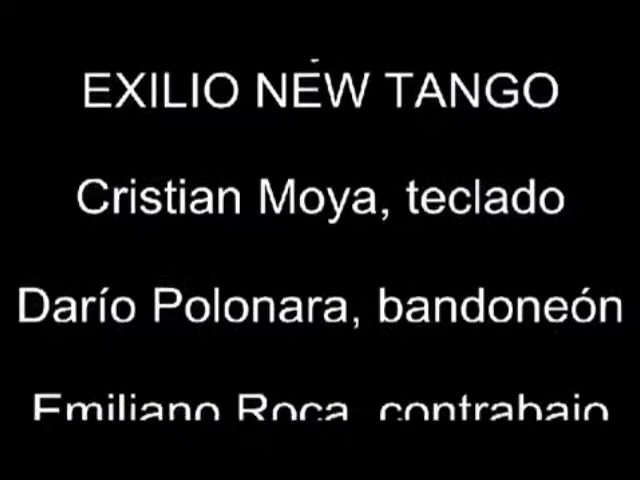 EXILIO NEW TANGO
Cristian Moya, teclado
Darío Polonara, bandoneón
Emiliano Roca, contrabajo